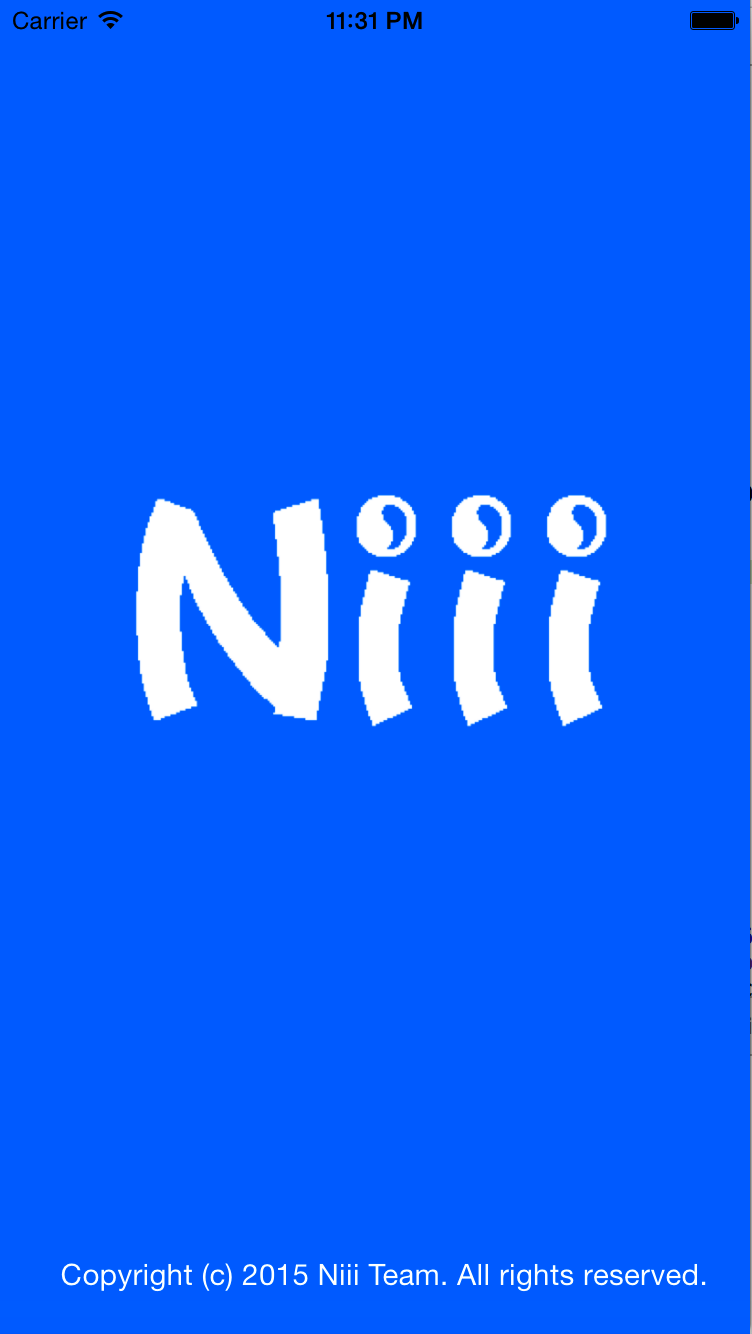 Carrier 11:31 PM
Niii
Copyright (c) 2015 Niii Team. All rights reserved.